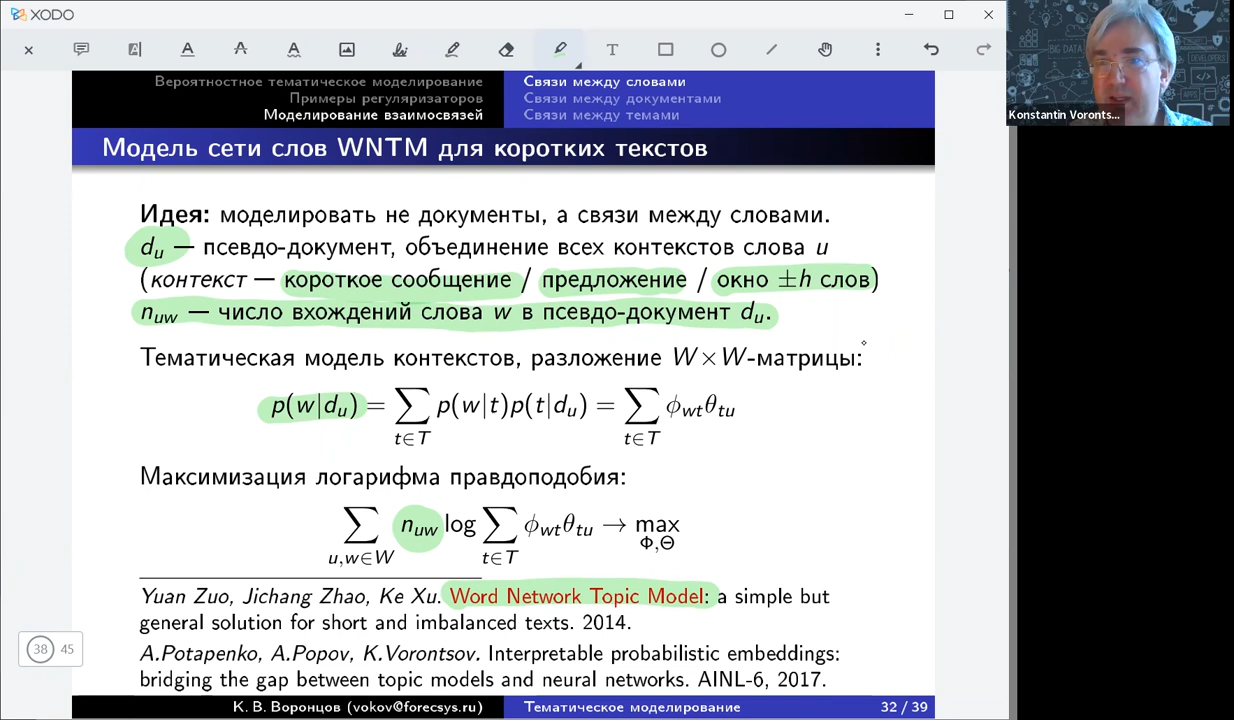 XODO
Вероятностное тематическое моделирование
Примеры регуляризаторов
Моделирование взаимосвязей
Связи между словами
Связи между документами
Связи между темами
Модель сети слов WNTM для коротких текстов
Идея: моделировать не документы, а связи между словами.
d_u — псевдо-документ, объединение всех контекстов слова u
(контекст — короткое сообщение / предложение / окно ±h слов)
n_uw — число вхождений слова w в псевдо-документ d_u.
Тематическая модель контекстов, разложение W×W-матрицы:
p(w|d_u) = ∑_{t∈T} p(w|t)p(t|d_u) = ∑_{t∈T} ϕ_wt θ_tu
Максимизация логарифма правдоподобия:
∑_{u,w∈W} n_uw log ∑_{t∈T} ϕ_wt θ_tu → max_{Φ,Θ}
Yuan Zuo, Jichang Zhao, Ke Xu. Word Network Topic Model: a simple but
general solution for short and imbalanced texts. 2014.
A.Potapenko, A.Popov, K.Vorontsov. Interpretable probabilistic embeddings:
bridging the gap between topic models and neural networks. AINL-6, 2017.
К. В. Воронцов (vokov@forecsys.ru)
Тематическое моделирование
32 / 39
38 45
BIG DATA
DEVELOPERS
Konstantin Voronts...